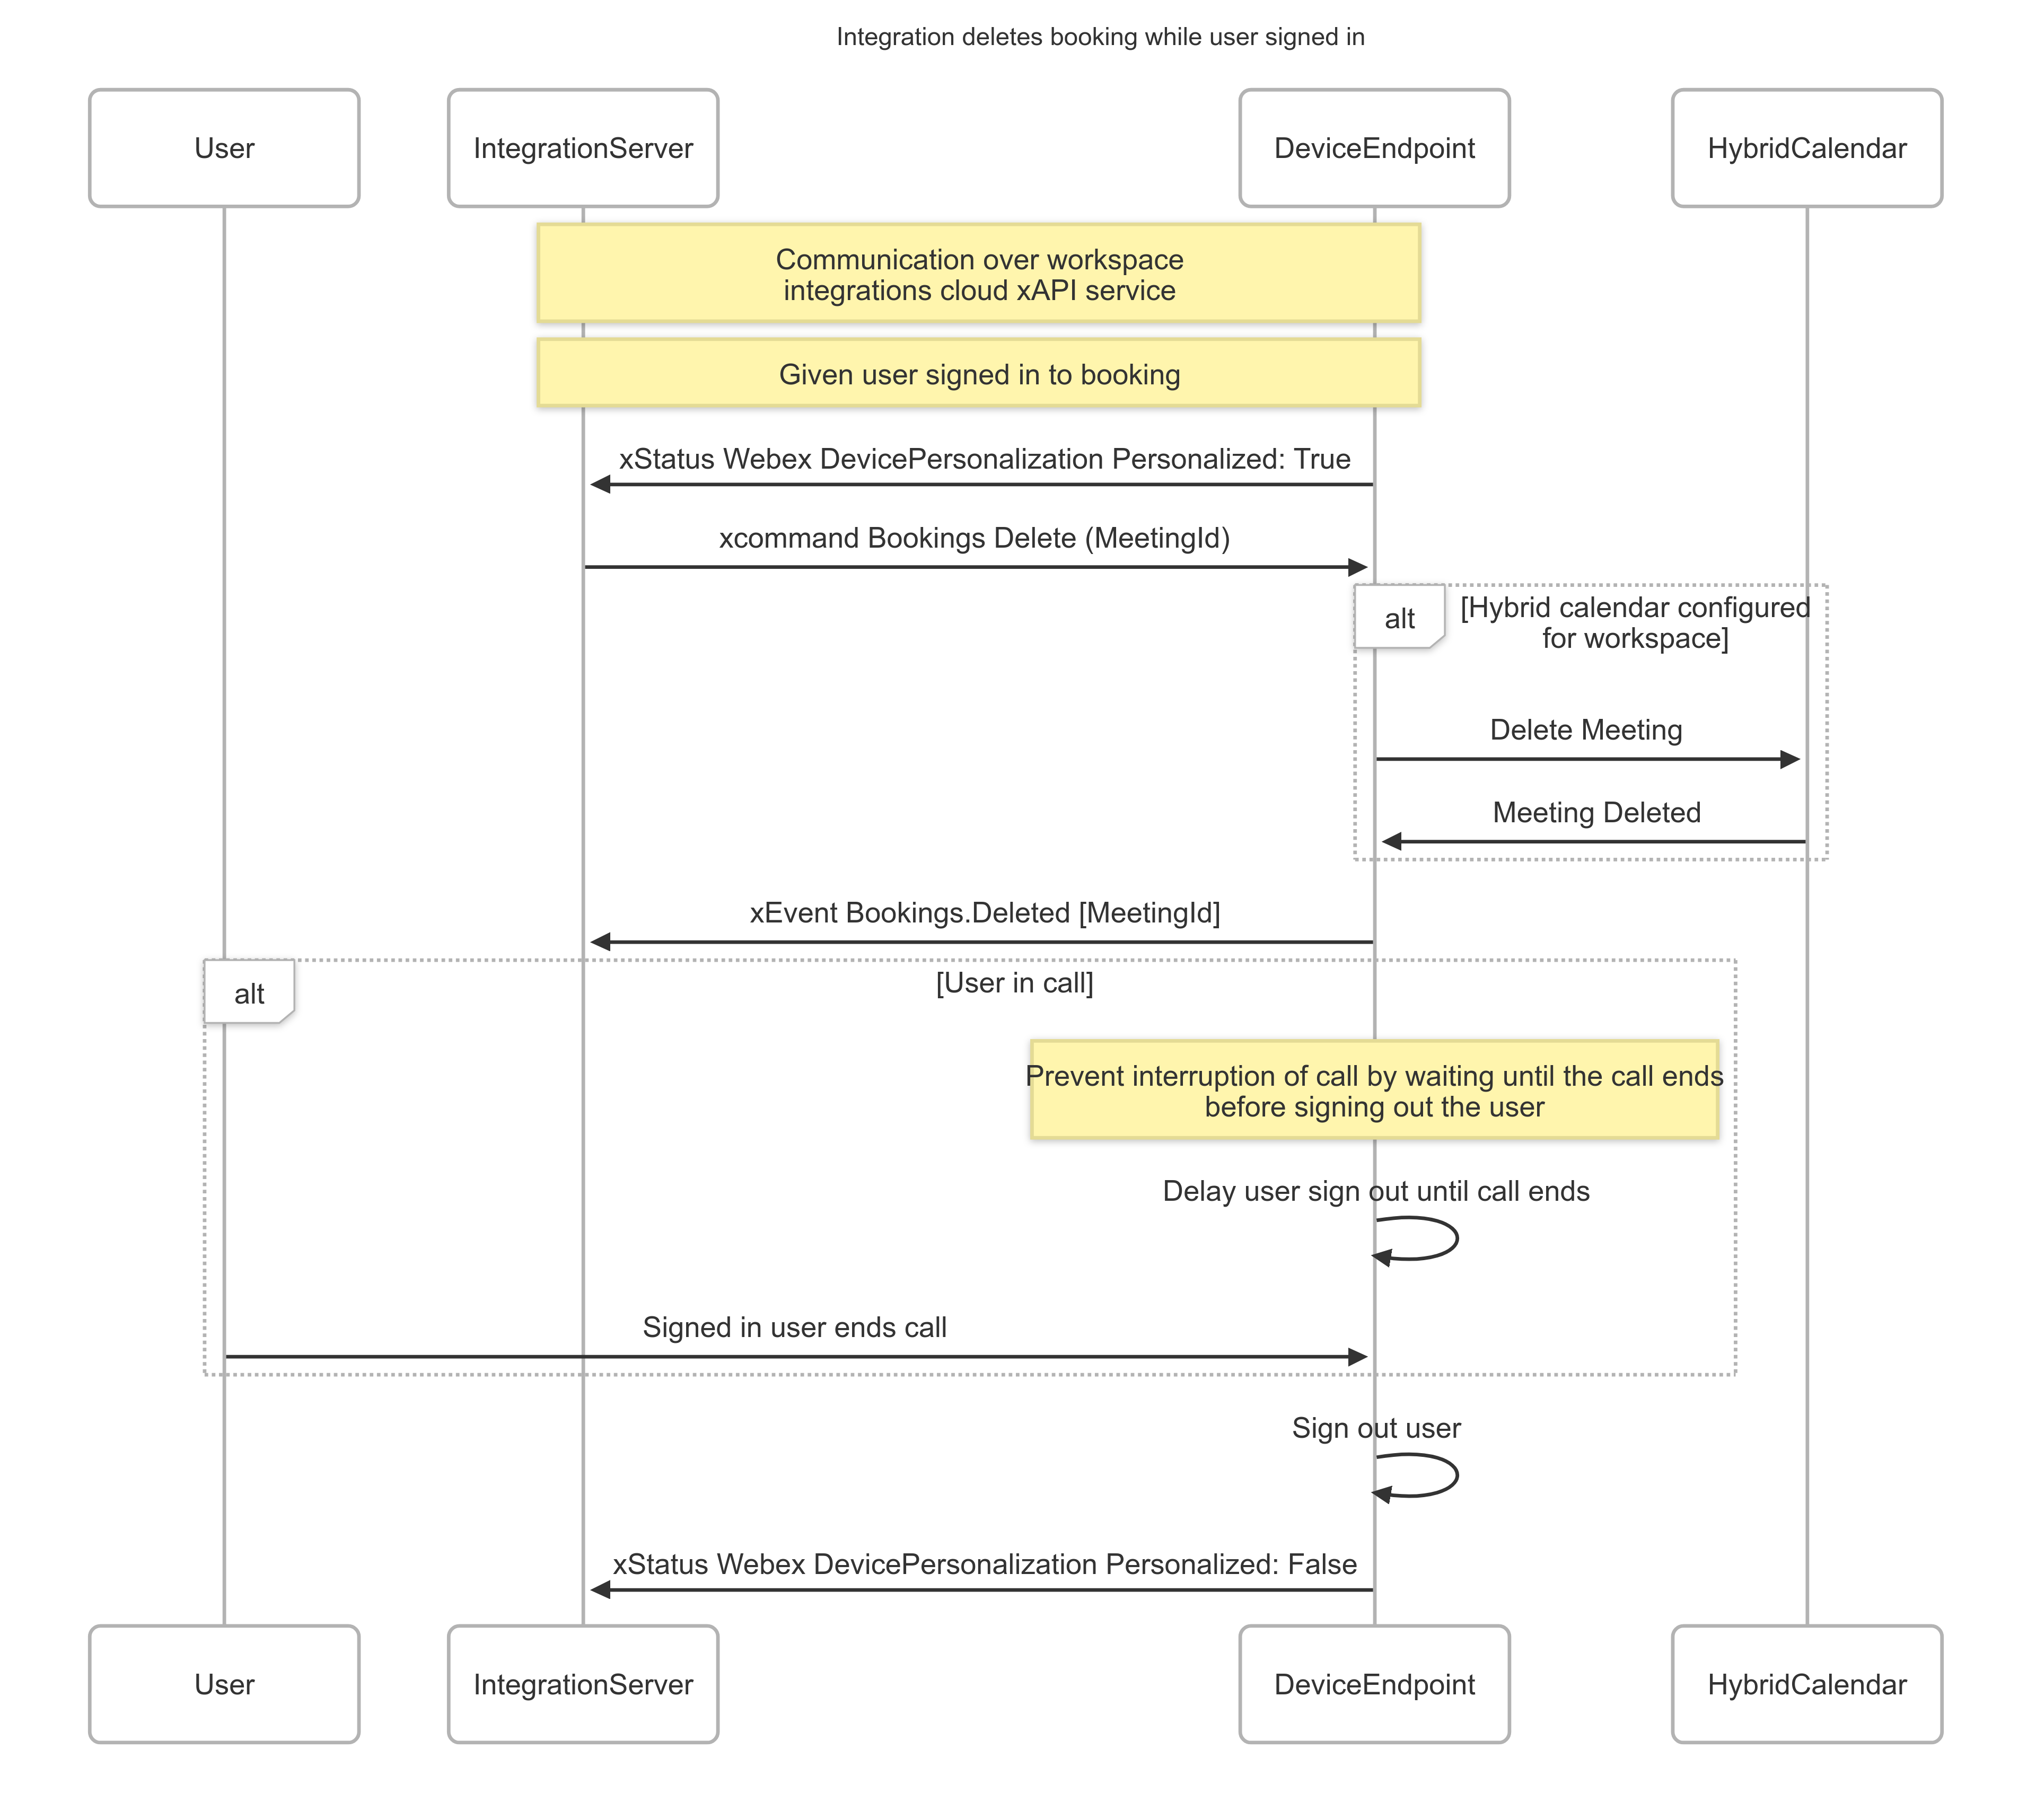 Integration deletes booking while user signed in
User
IntegrationServer
DeviceEndpoint
HybridCalendar
Communication over workspace
integrations cloud xAPI service
Given user signed in to booking
xStatus Webex DevicePersonalization Personalized: True
xcommand Bookings Delete (MeetingId)
alt
[Hybrid calendar configured
for workspace]
Delete Meeting
Meeting Deleted
xEvent Bookings.Deleted [MeetingId]
alt
[User in call]
Prevent interruption of call by waiting until the call ends
before signing out the user
Delay user sign out until call ends
Signed in user ends call
Sign out user
xStatus Webex DevicePersonalization Personalized: False
User
IntegrationServer
DeviceEndpoint
HybridCalendar